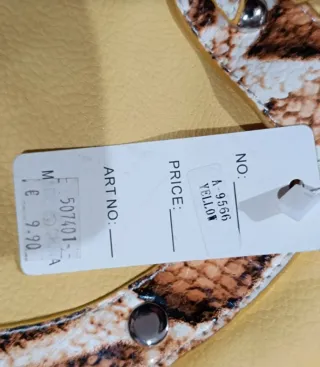 NO:
A-9566
YELLOW
PRICE:
ART NO:
507401-
€ 9.90